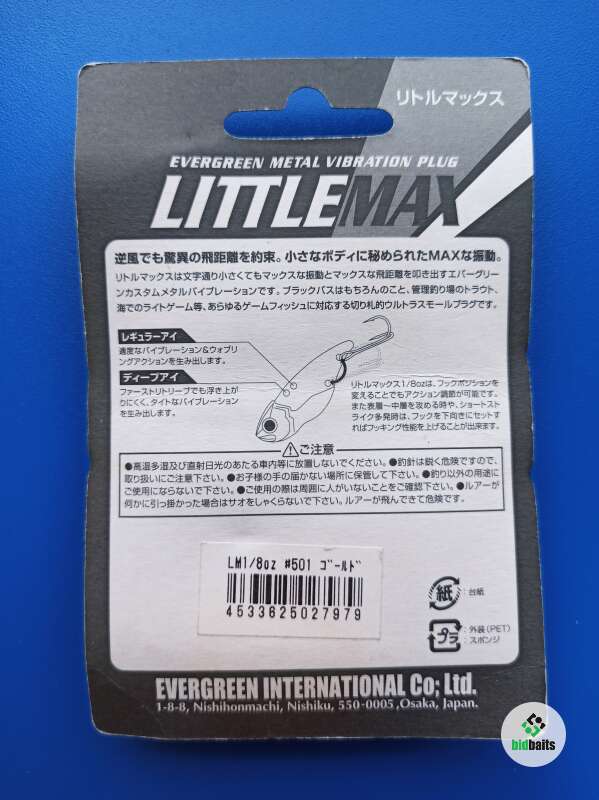 リトルマックス
EVERGREEN METAL VIBRATION PLUG
LITTLEMAX
逆風でも驚異の飛距離を約束。小さなボディに秘められたMAXな振動。
リトルマックスは文字通り小さくてもマックスな振動とマックスな飛距離を叩き出すエバーグリー
ンカスタムメタルバイブレーションです。ブラックバスはもちろんのこと、管理釣り場のトラウト、
海でのライトゲーム等、あらゆるゲームフィッシュに対応する切り札的ウルトラスモールプラグです。
レギュラーアイ
適度なバイブレーション&ウォブリ
ングアクションを生み出します。
ディープアイ
ファーストリトリーブでも浮き上が
りにくく、タイトなバイブレーション
を生み出します。
リトルマックス1/8ozは、フックポジションを
変えることでもアクション調節が可能です。
また表層~中層を攻める時や、ショートスト
ライク多発時は、フックを下向きにセットす
ればフッキング性能を上げることが出来ます。
ご注意
●高温多湿及び直射日光のあたる車内等に放置しないでください。●釣針は鋭く危険ですので、
取り扱いにご注意下さい。●お子様の手の届かない場所に保管して下さい。●釣り以外の用途に
ご使用にならないで下さい。●ご使用の際は周囲に人がいないことをご確認下さい。●ルアーが
何かに引っ掛かった場合はサオをしゃくらないで下さい。ルアーが飛んできて危険です。
LM1/8oz #501 ゴールド
4533625027979
紙 : 台紙
プラ : 外装(PET)
: スポンジ
EVERGREEN INTERNATIONAL Co; Ltd.
1-8-8, Nishihonmachi, Nishiku, 550-0005, Osaka, Japan.
bidbaits